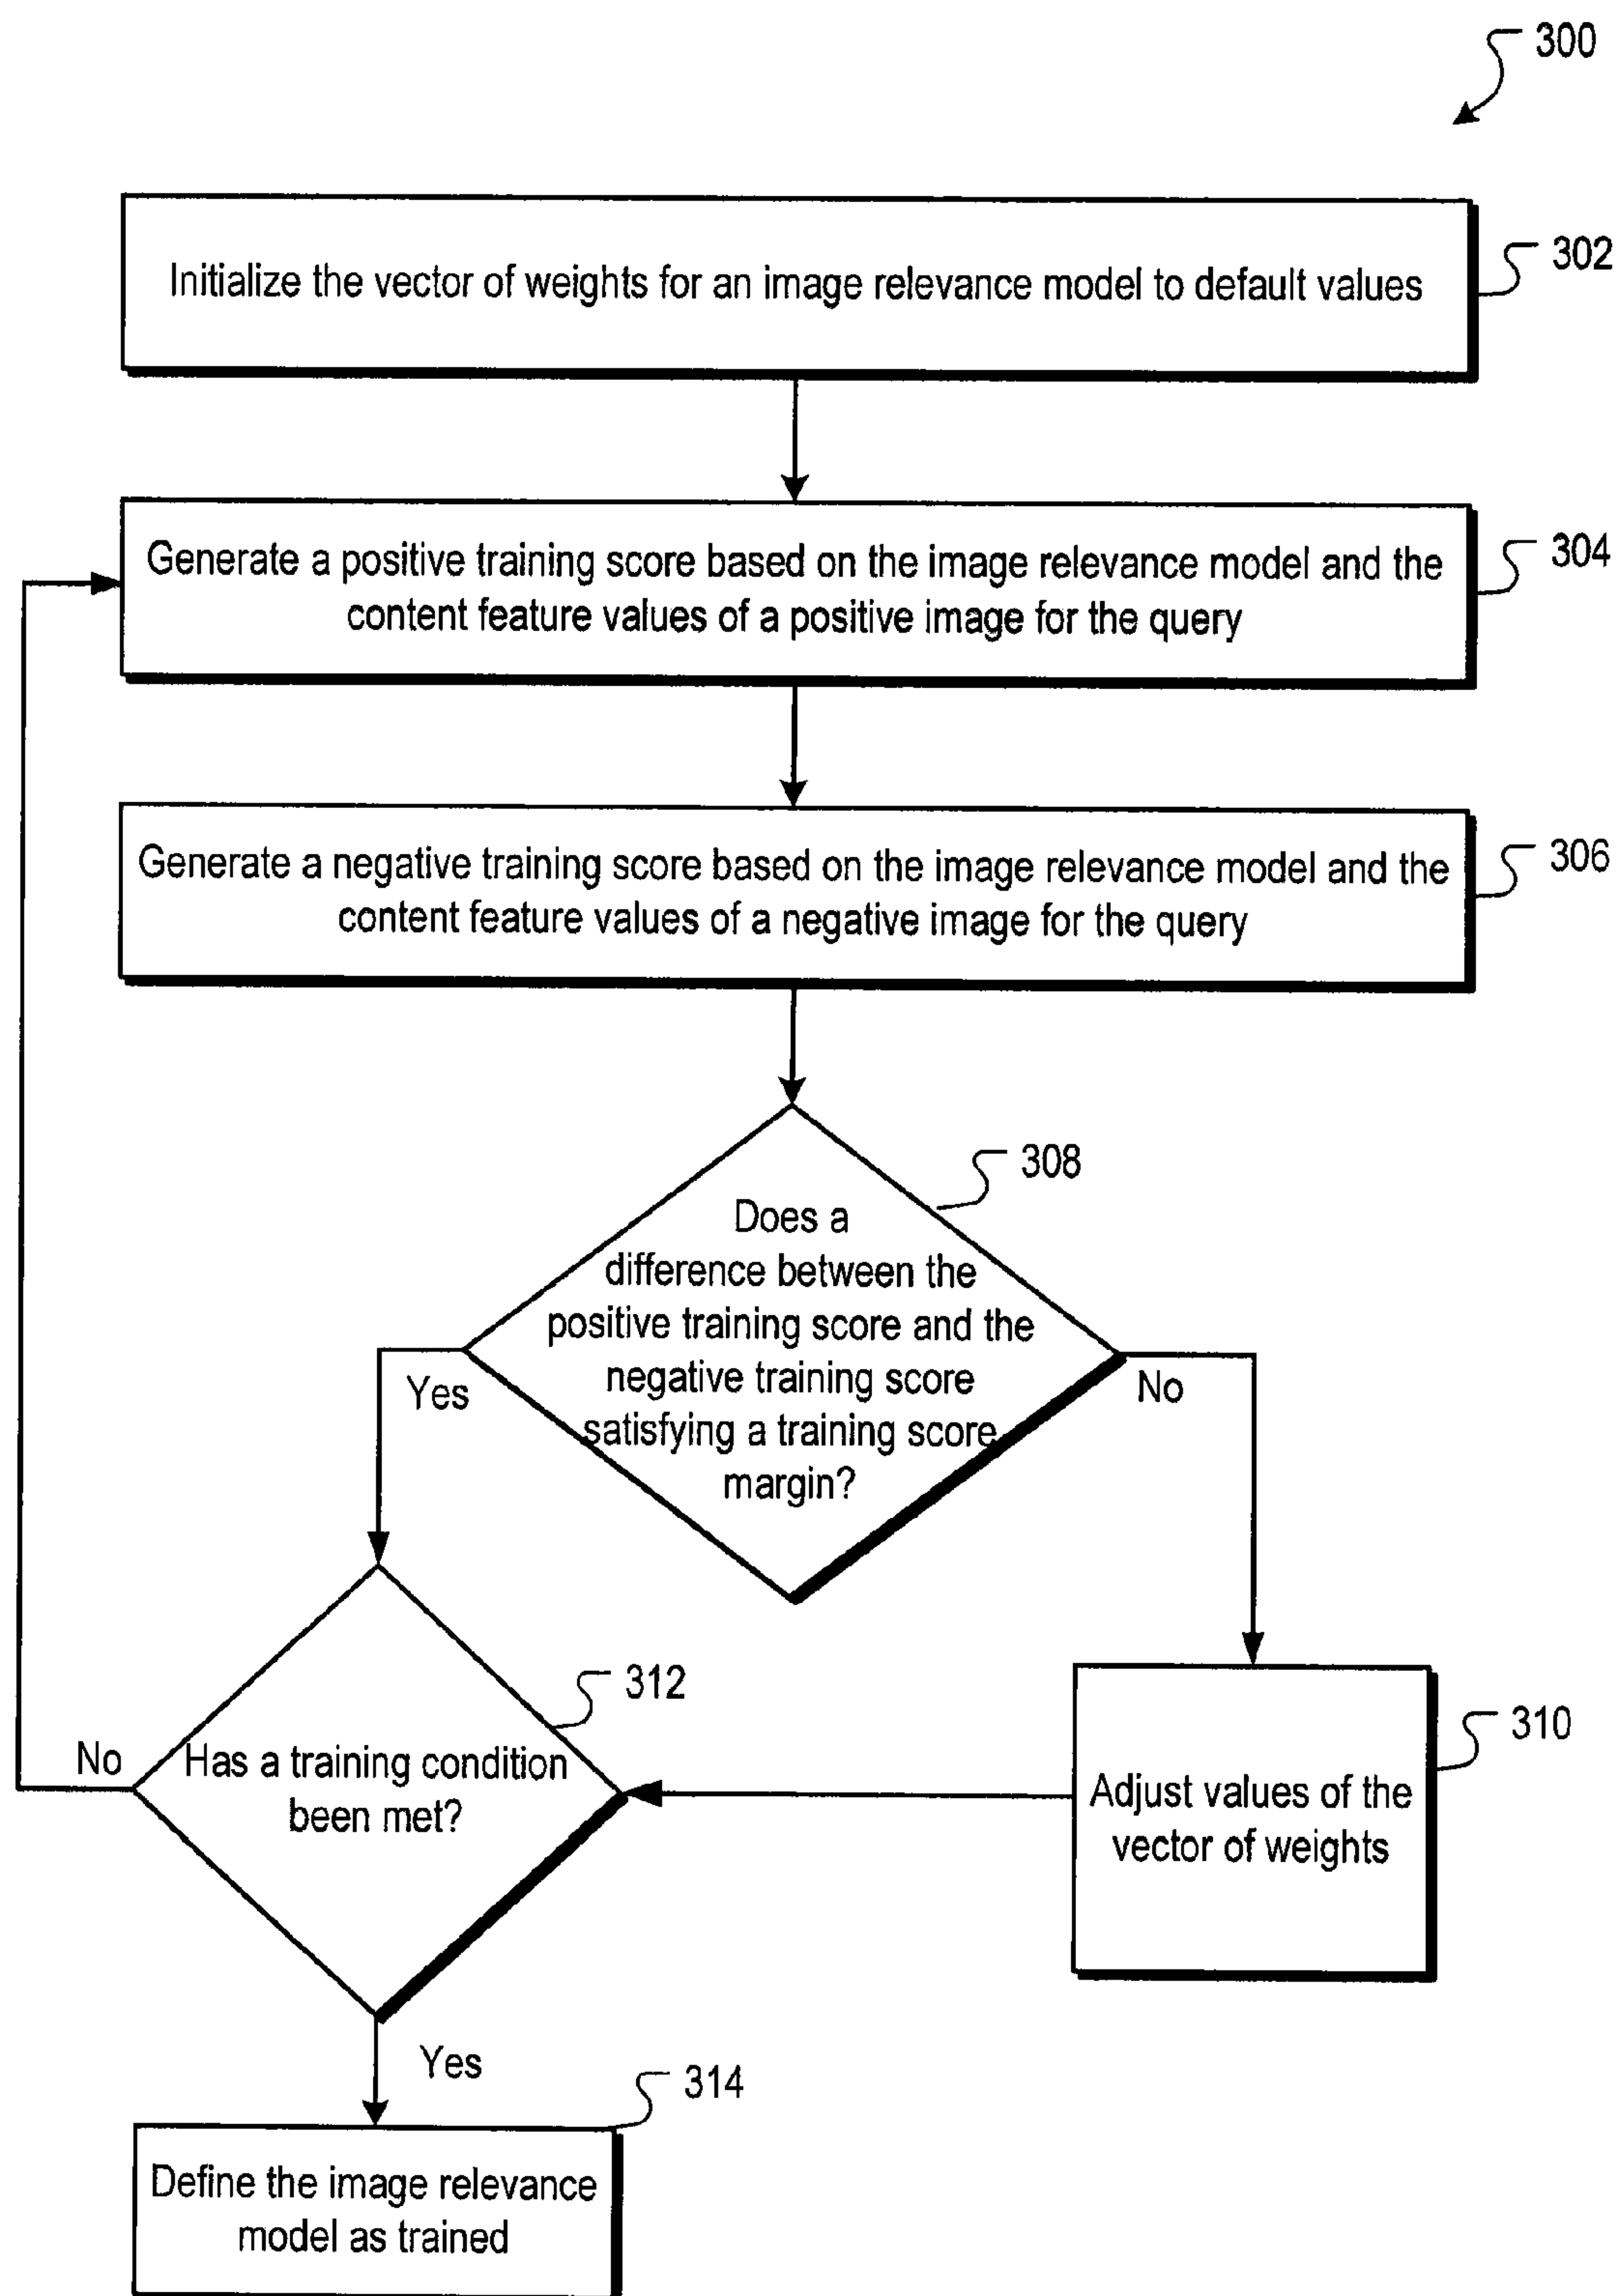 300
Initialize the vector of weights for an image relevance model to default values
302
Generate a positive training score based on the image relevance model and the
content feature values of a positive image for the query
304
Generate a negative training score based on the image relevance model and the
content feature values of a negative image for the query
306
308
Does a
difference between the
positive training score and the
negative training score
satisfying a training score
margin?
Yes
No
312
Has a training condition
been met?
No
310
Adjust values of the
vector of weights
Yes
314
Define the image relevance
model as trained